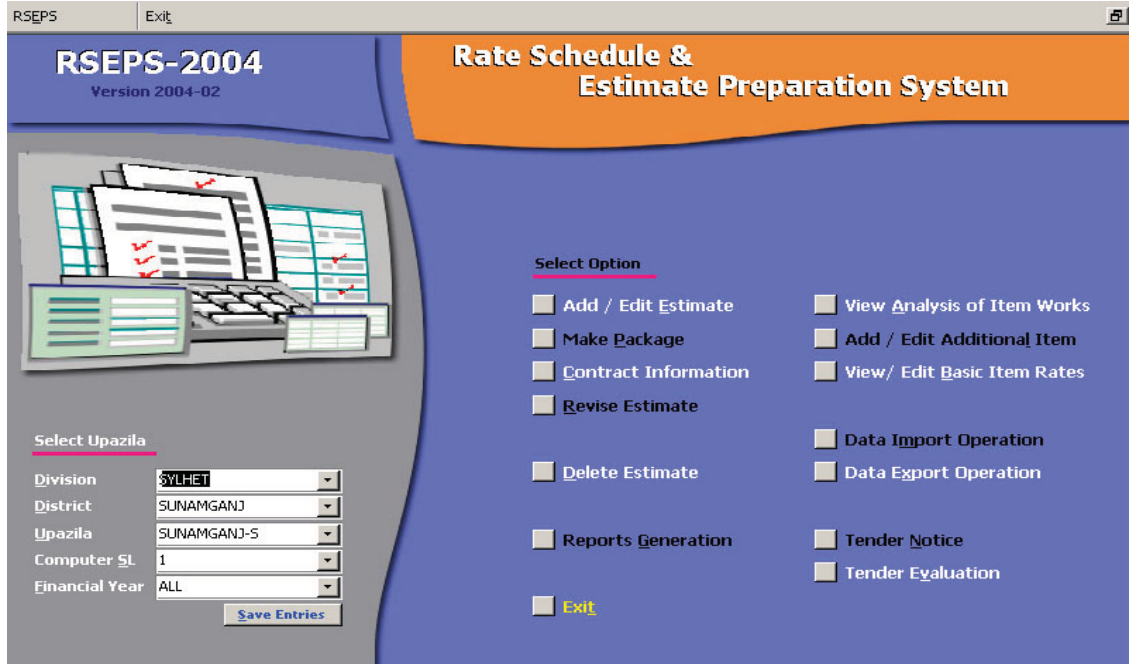 RSEPS Exit
RSEPS-2004
Version 2004-02
Rate Schedule &
Estimate Preparation System
Select Upazila
Division SYLHET
District SUNAMGANJ
Upazila SUNAMGANJ-S
Computer SL 1
Financial Year ALL
Save Entries
Select Option
Add / Edit Estimate
Make Package
Contract Information
Revise Estimate
Delete Estimate
Reports Generation
Exit
View Analysis of Item Works
Add / Edit Additional Item
View/ Edit Basic Item Rates
Data Import Operation
Data Export Operation
Tender Notice
Tender Evaluation